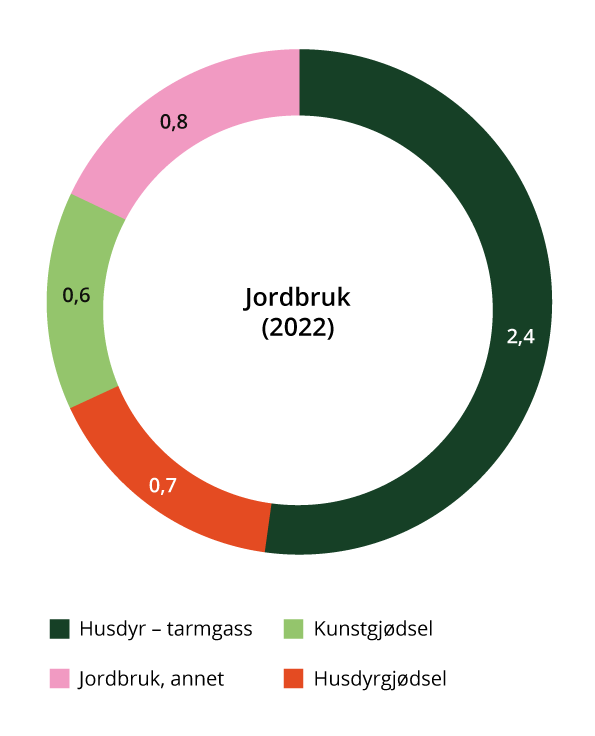 0,8
0,6
Jordbruk
(2022)
2,4
0,7
Husdyr – tarmgass
Kunstgjødsel
Jordbruk, annet
Husdyrgjødsel